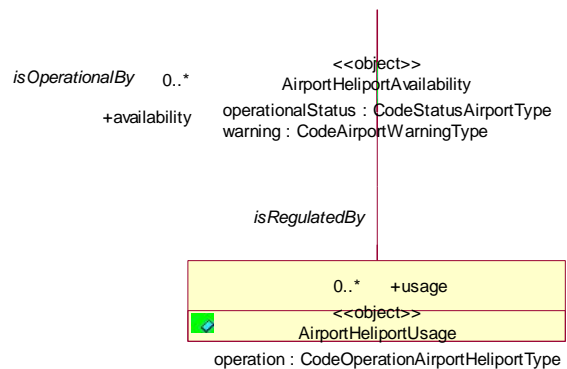 <<object>>
isOperationalBy 0..*
AirportHeliportAvailability
+availability
operationalStatus : CodeStatusAirportType
warning : CodeAirportWarningType
isRegulatedBy
0..* +usage
<<object>>
AirportHeliportUsage
operation : CodeOperationAirportHeliportType